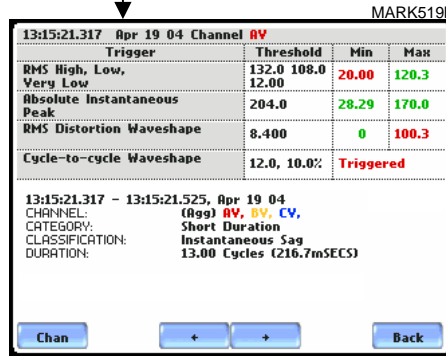 MARK519
13:15:21.317 Apr 19 04 Channel AV
Trigger Threshold Min Max
RMS High, Low, Very Low 132.0 108.0 12.00 20.00 120.3
Absolute Instantaneous Peak 204.0 28.29 170.0
RMS Distortion Waveshape 8.400 0 100.3
Cycle-to-cycle Waveshape 12.0, 10.0% Triggered
13:15:21.317 - 13:15:21.525, Apr 19 04
CHANNEL: (Agg) AV, BV, CV,
CATEGORY: Short Duration
CLASSIFICATION: Instantaneous Sag
DURATION: 13.00 Cycles (216.7mSECS)
Chan ← → Back